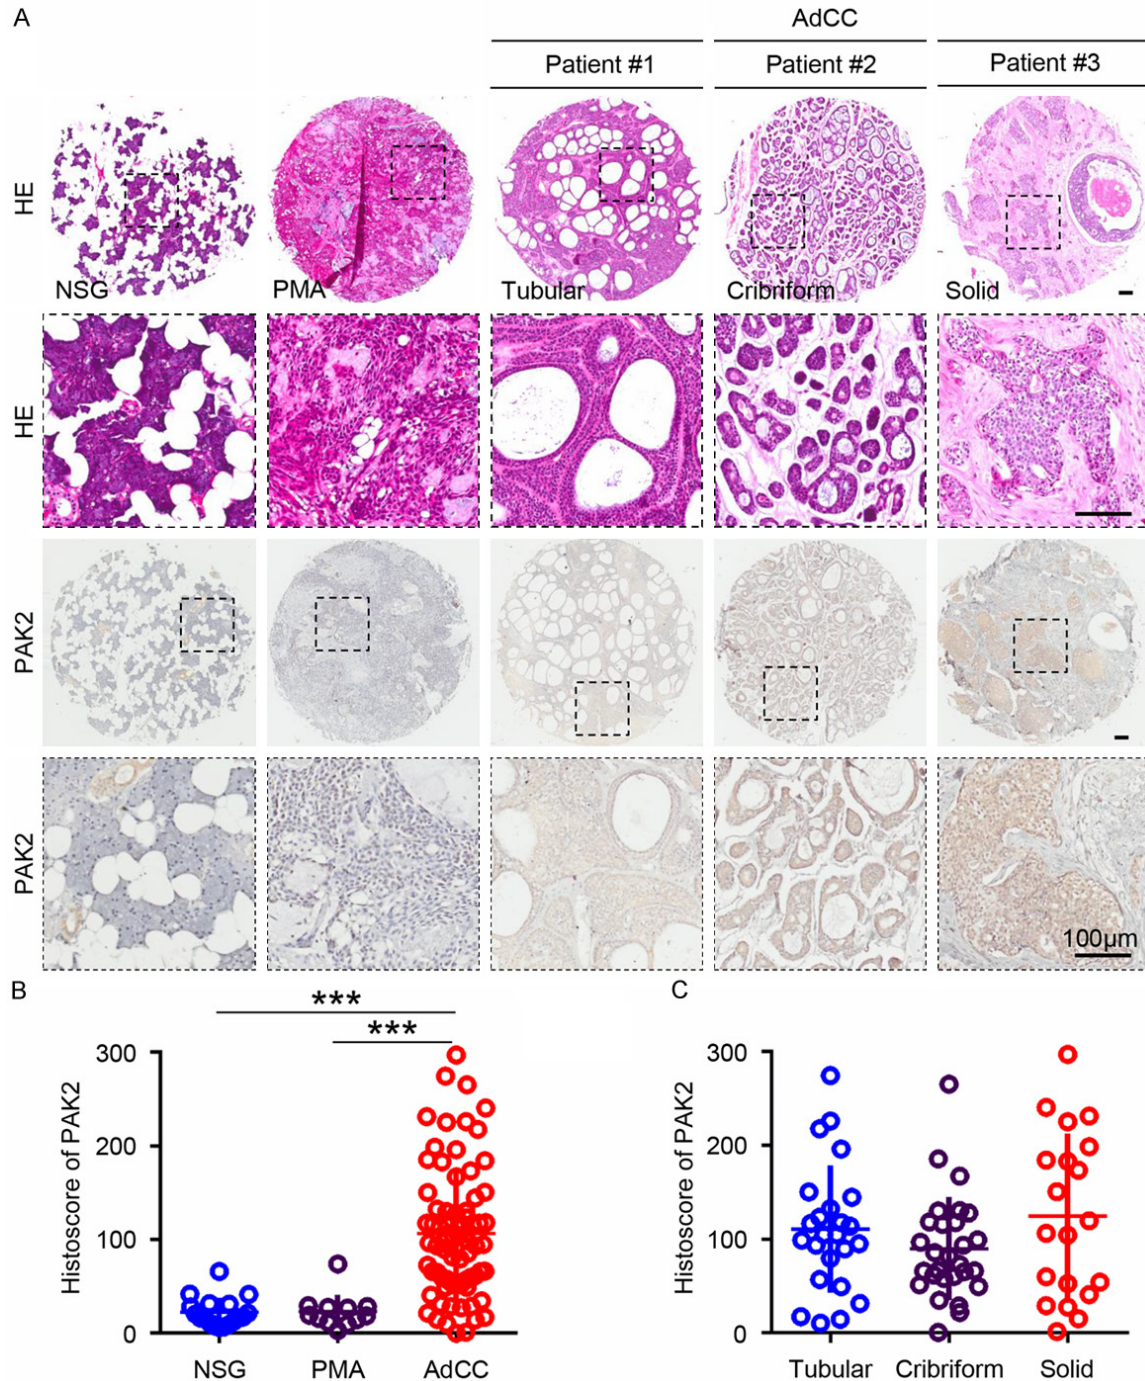 A
AdCC
Patient #1 Patient #2 Patient #3
HE
NSG PMA Tubular Cribriform Solid
HE
PAK2
PAK2
100µm
B
*** 
***
Histoscore of PAK2
300
200
100
0
NSG PMA AdCC
C
Histoscore of PAK2
300
200
100
0
Tubular Cribriform Solid